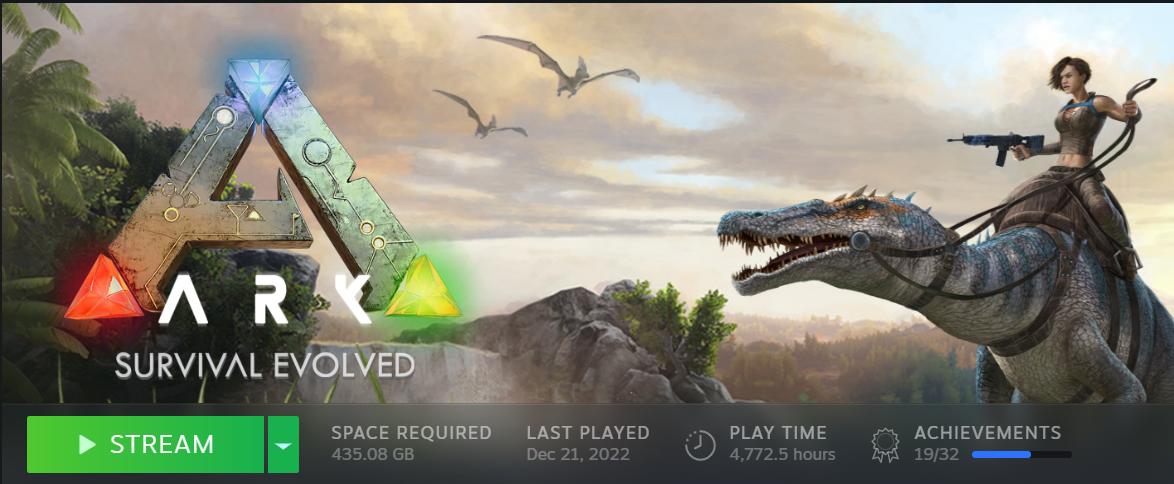 ARK
SURVIVAL EVOLVED
STREAM
SPACE REQUIRED
435.08 GB
LAST PLAYED
Dec 21, 2022
PLAY TIME
4,772.5 hours
ACHIEVEMENTS
19/32